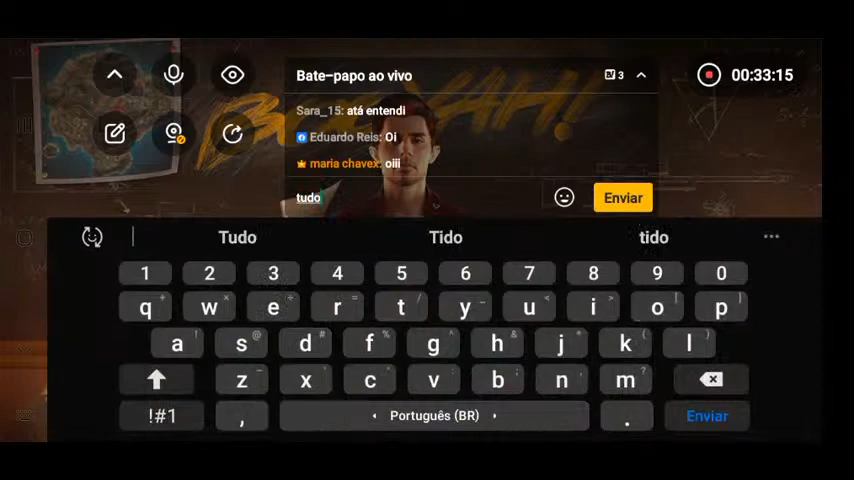 Bate-papo ao vivo
3
00:33:15
Sara_15: atá entendi
Eduardo Reis: Oi
maria chavex: oiii
tudo
Enviar
Tudo Tido tido
1 2 3 4 5 6 7 8 9 0
q w e r t y u i o p
a s d f g h j k l
z x c v b n m
!#1 , Português (BR) . Enviar